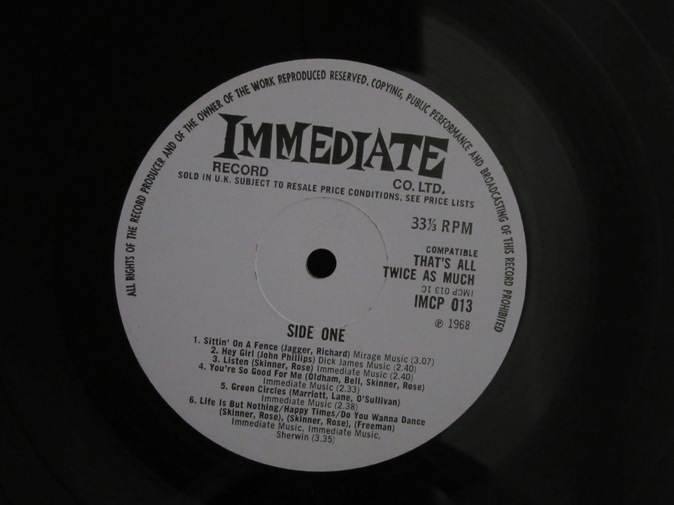 ALL RIGHTS OF THE RECORD PRODUCER AND OF THE OWNER OF THE WORK REPRODUCED RESERVED. COPYING, PUBLIC PERFORMANCE AND BROADCASTING OF THIS RECORD PROHIBITED
IMMEDIATE
RECORD CO. LTD.
SOLD IN U.K. SUBJECT TO RESALE PRICE CONDITIONS, SEE PRICE LISTS
33⅓ RPM
COMPATIBLE
THAT'S ALL
TWICE AS MUCH
IMCP 013 1C
IMCP 013
℗ 1968
SIDE ONE
1. Sittin' On A Fence (Jagger, Richard) Mirage Music (3.07)
2. Hey Girl (John Phillips) Dick James Music (2.40)
3. Listen (Skinner, Rose) Immediate Music (2.40)
4. You're So Good For Me (Oldham, Bell, Skinner, Rose)
Immediate Music (2.33)
5. Green Circles (Marriott, Lane, O'Sullivan)
Immediate Music (2.38)
6. Life Is But Nothing/Happy Times/Do You Wanna Dance
(Skinner, Rose), (Skinner, Rose), (Freeman)
Immediate Music, Immediate Music,
Sherwin (3.35)